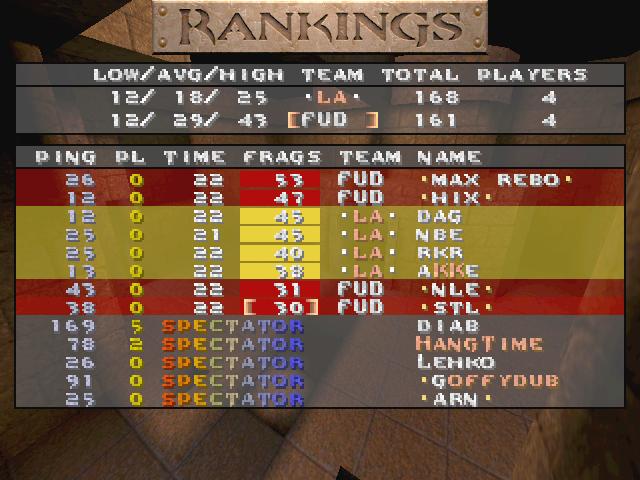 RANKINGS
LOW/AVG/HIGH TEAM TOTAL PLAYERS
12/ 18/ 25 ·LA· 168 4
12/ 29/ 43 [FUD ] 161 4
PING PL TIME FRAGS TEAM NAME
26 0 22 53 FUD ·MAX REBO·
12 0 22 47 FUD ·HIX·
12 0 22 45 ·LA· DAG
25 0 21 45 ·LA· NBE
25 0 22 40 ·LA· RKR
13 0 22 38 ·LA· AKKE
43 0 22 31 FUD ·NLE·
38 0 22 [ 30] FUD ·STL·
169 5 SPECTATOR DIAB
78 2 SPECTATOR HANGTIME
26 0 SPECTATOR LEHKO
91 0 SPECTATOR ·GOFFYDUB
25 0 SPECTATOR ·ARN·